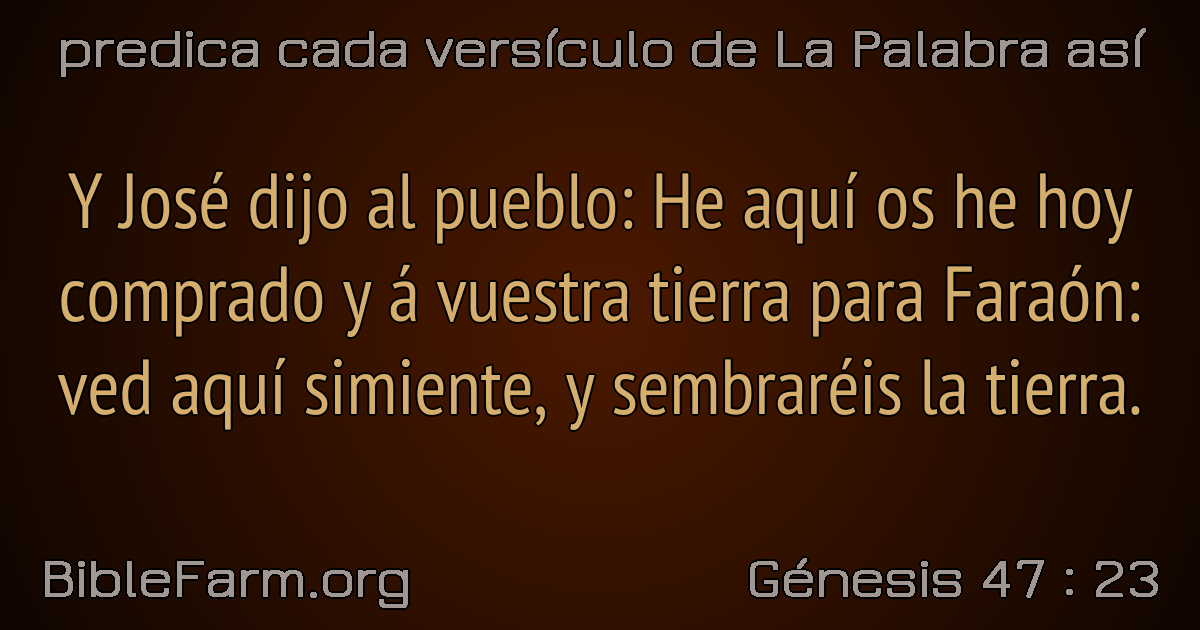 predica cada versículo de La Palabra así
Y José dijo al pueblo: He aquí os he hoy
comprado y á vuestra tierra para Faraón:
ved aquí simiente, y sembraréis la tierra.
BibleFarm.org
Génesis 47 : 23